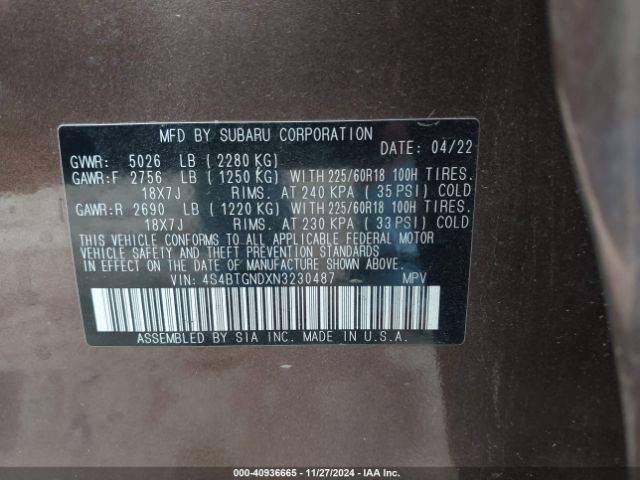 MFD BY SUBARU CORPORATION
DATE: 04/22
GVWR: 5026 LB ( 2280 KG)
GAWR:F 2756 LB ( 1250 KG) WITH 225/60R18 100H TIRES.
18X7J RIMS. AT 240 KPA ( 35 PSI) COLD
GAWR:R 2690 LB ( 1220 KG) WITH 225/60R18 100H TIRES.
18X7J RIMS. AT 230 KPA ( 33 PSI) COLD
THIS VEHICLE CONFORMS TO ALL APPLICABLE FEDERAL MOTOR
VEHICLE SAFETY AND THEFT PREVENTION STANDARDS
IN EFFECT ON THE DATE OF MANUFACTURE SHOWN ABOVE.
VIN: 4S4BTGNDXN3230487 MPV
ASSEMBLED BY SIA INC. MADE IN U.S.A.
000-40936665 - 11/27/2024 - IAAI.COM